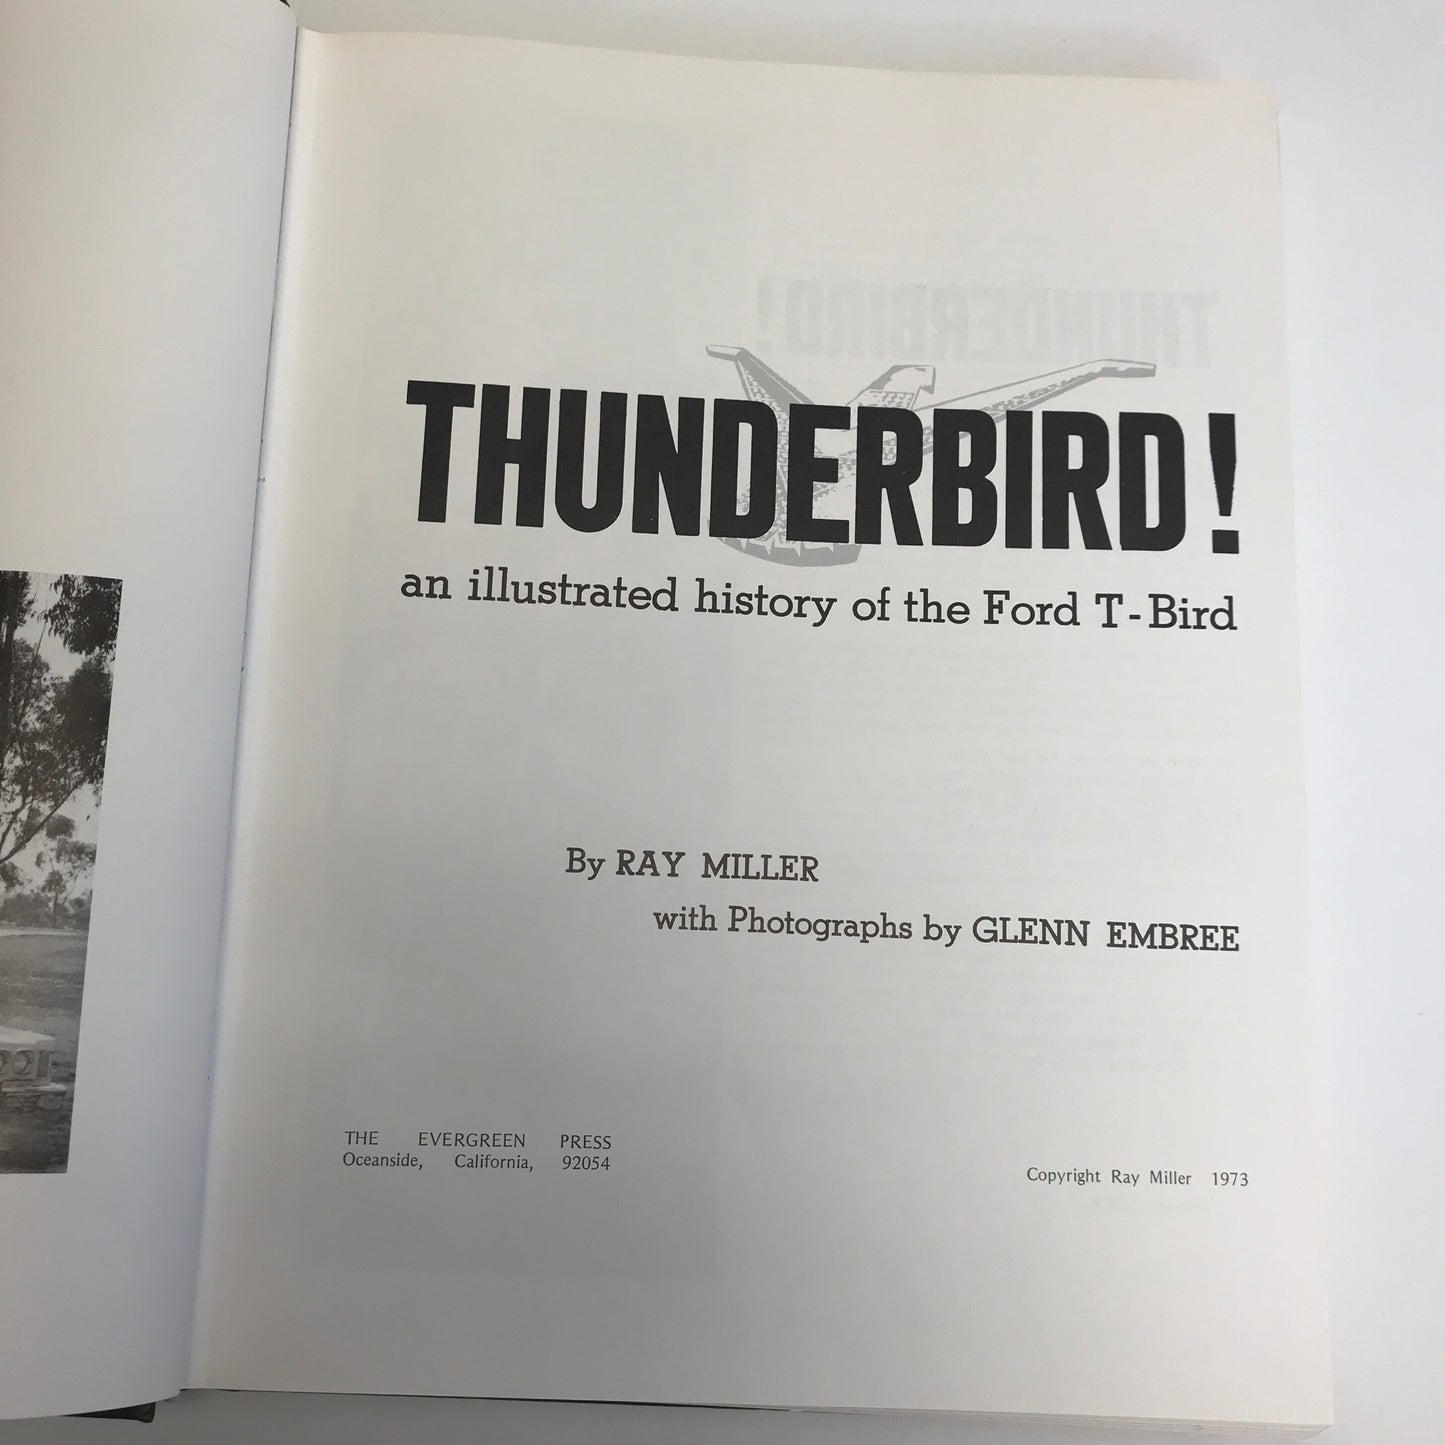 THUNDERBIRD!
THUNDERBIRD!
an illustrated history of the Ford T-Bird
By RAY MILLER
with Photographs by GLENN EMBREE
THE EVERGREEN PRESS
Oceanside, California, 92054
Copyright Ray Miller 1973